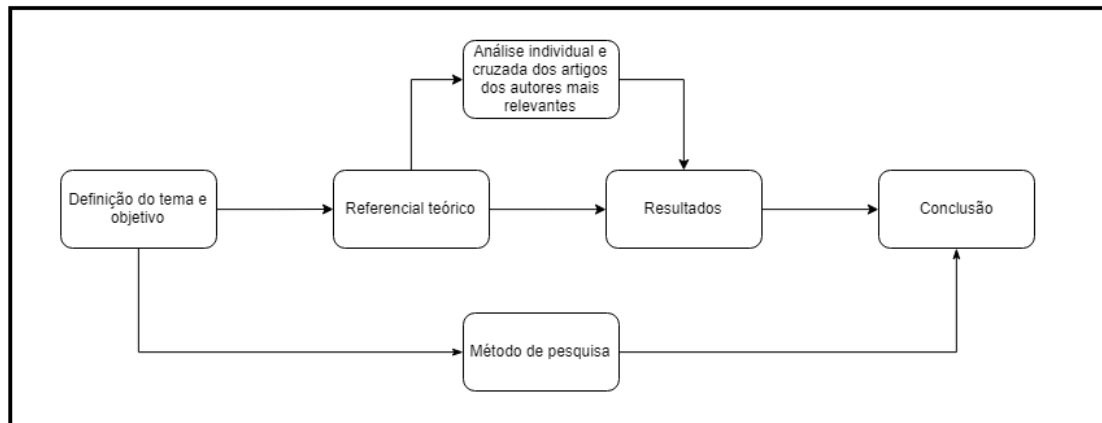 Análise individual e
cruzada dos artigos
dos autores mais
relevantes
Definição do tema e
objetivo
Referencial teórico
Resultados
Conclusão
Método de pesquisa